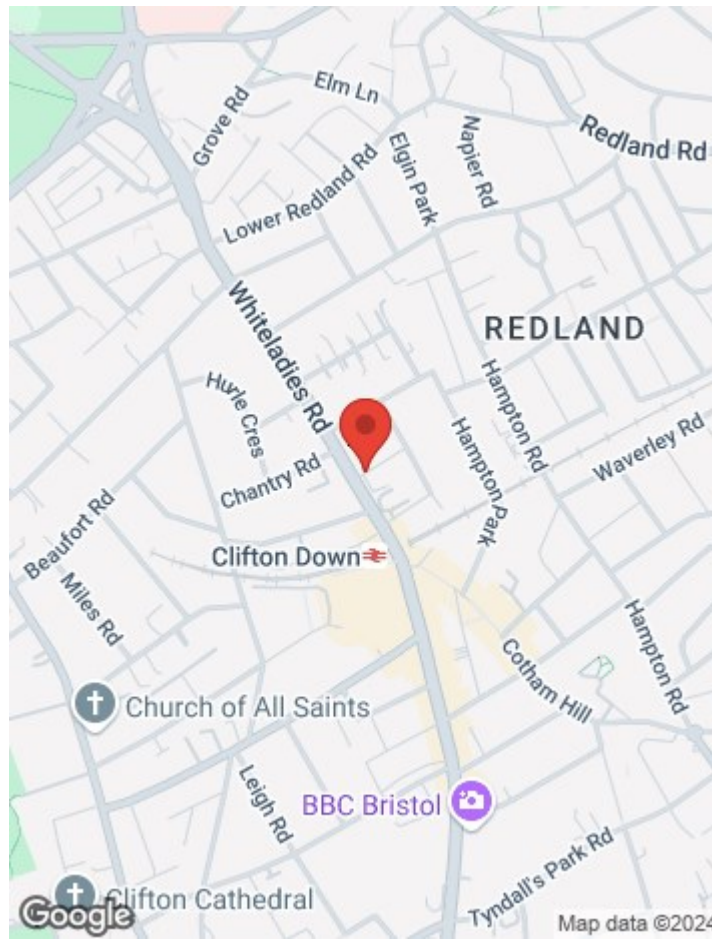 Elm Ln
Grove Rd
Napier Rd
Redland Rd
Elgin Park
Lower Redland Rd
Whiteladies Rd
REDLAND
Hurle Cres
Hampton Rd
Chantry Rd
Hampton Park
Waverley Rd
Beaufort Rd
Clifton Down
Miles Rd
Hampton Rd
Cotham Hill
Church of All Saints
Leigh Rd
BBC Bristol
Tyndall's Park Rd
Clifton Cathedral
Google
Map data ©2024